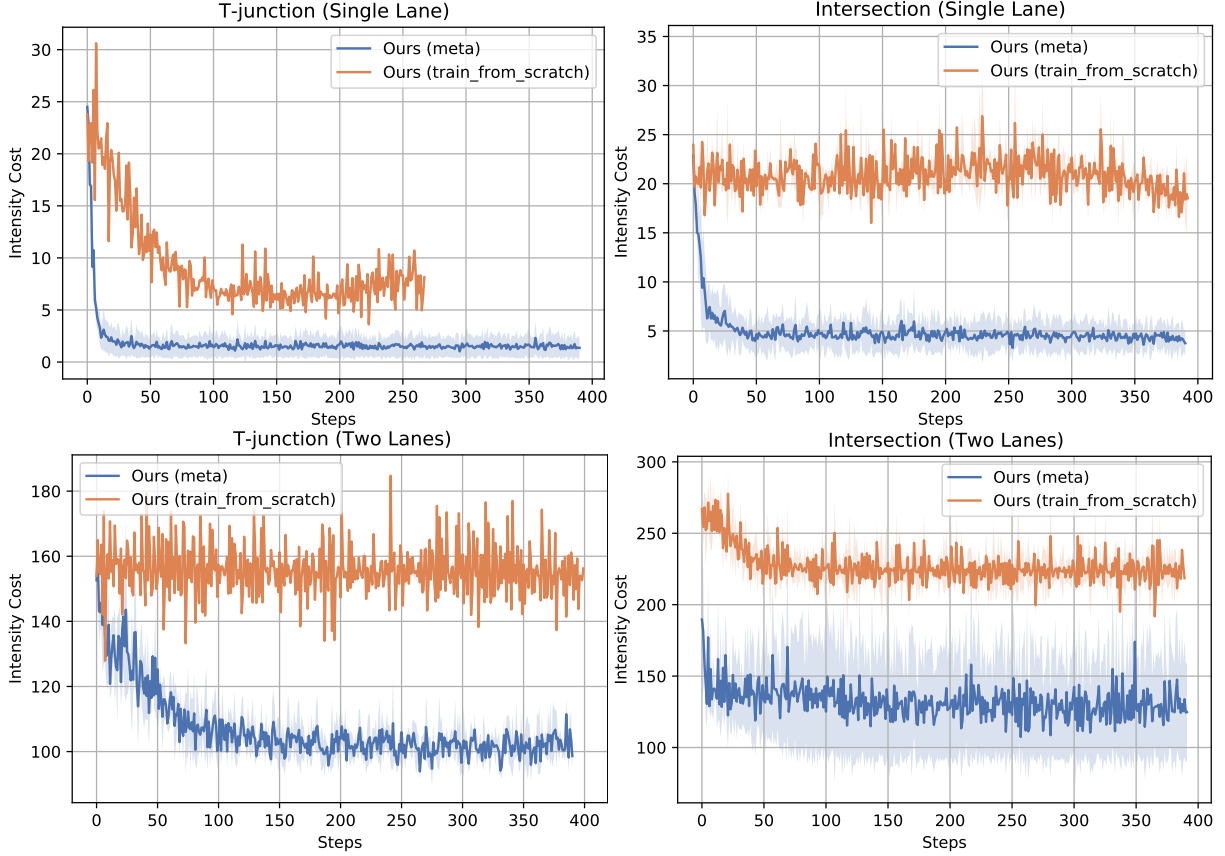 T-junction (Single Lane)
Ours (meta)
Ours (train_from_scratch)
Intensity Cost
30
25
20
15
10
5
0
0 50 100 150 200 250 300 350 400
Steps
Intersection (Single Lane)
Ours (meta)
Ours (train_from_scratch)
Intensity Cost
35
30
25
20
15
10
5
0 50 100 150 200 250 300 350 400
Steps
T-junction (Two Lanes)
Ours (meta)
Ours (train_from_scratch)
Intensity Cost
180
160
140
120
100
0 50 100 150 200 250 300 350 400
Steps
Intersection (Two Lanes)
Ours (meta)
Ours (train_from_scratch)
Intensity Cost
300
250
200
150
100
0 50 100 150 200 250 300 350 400
Steps